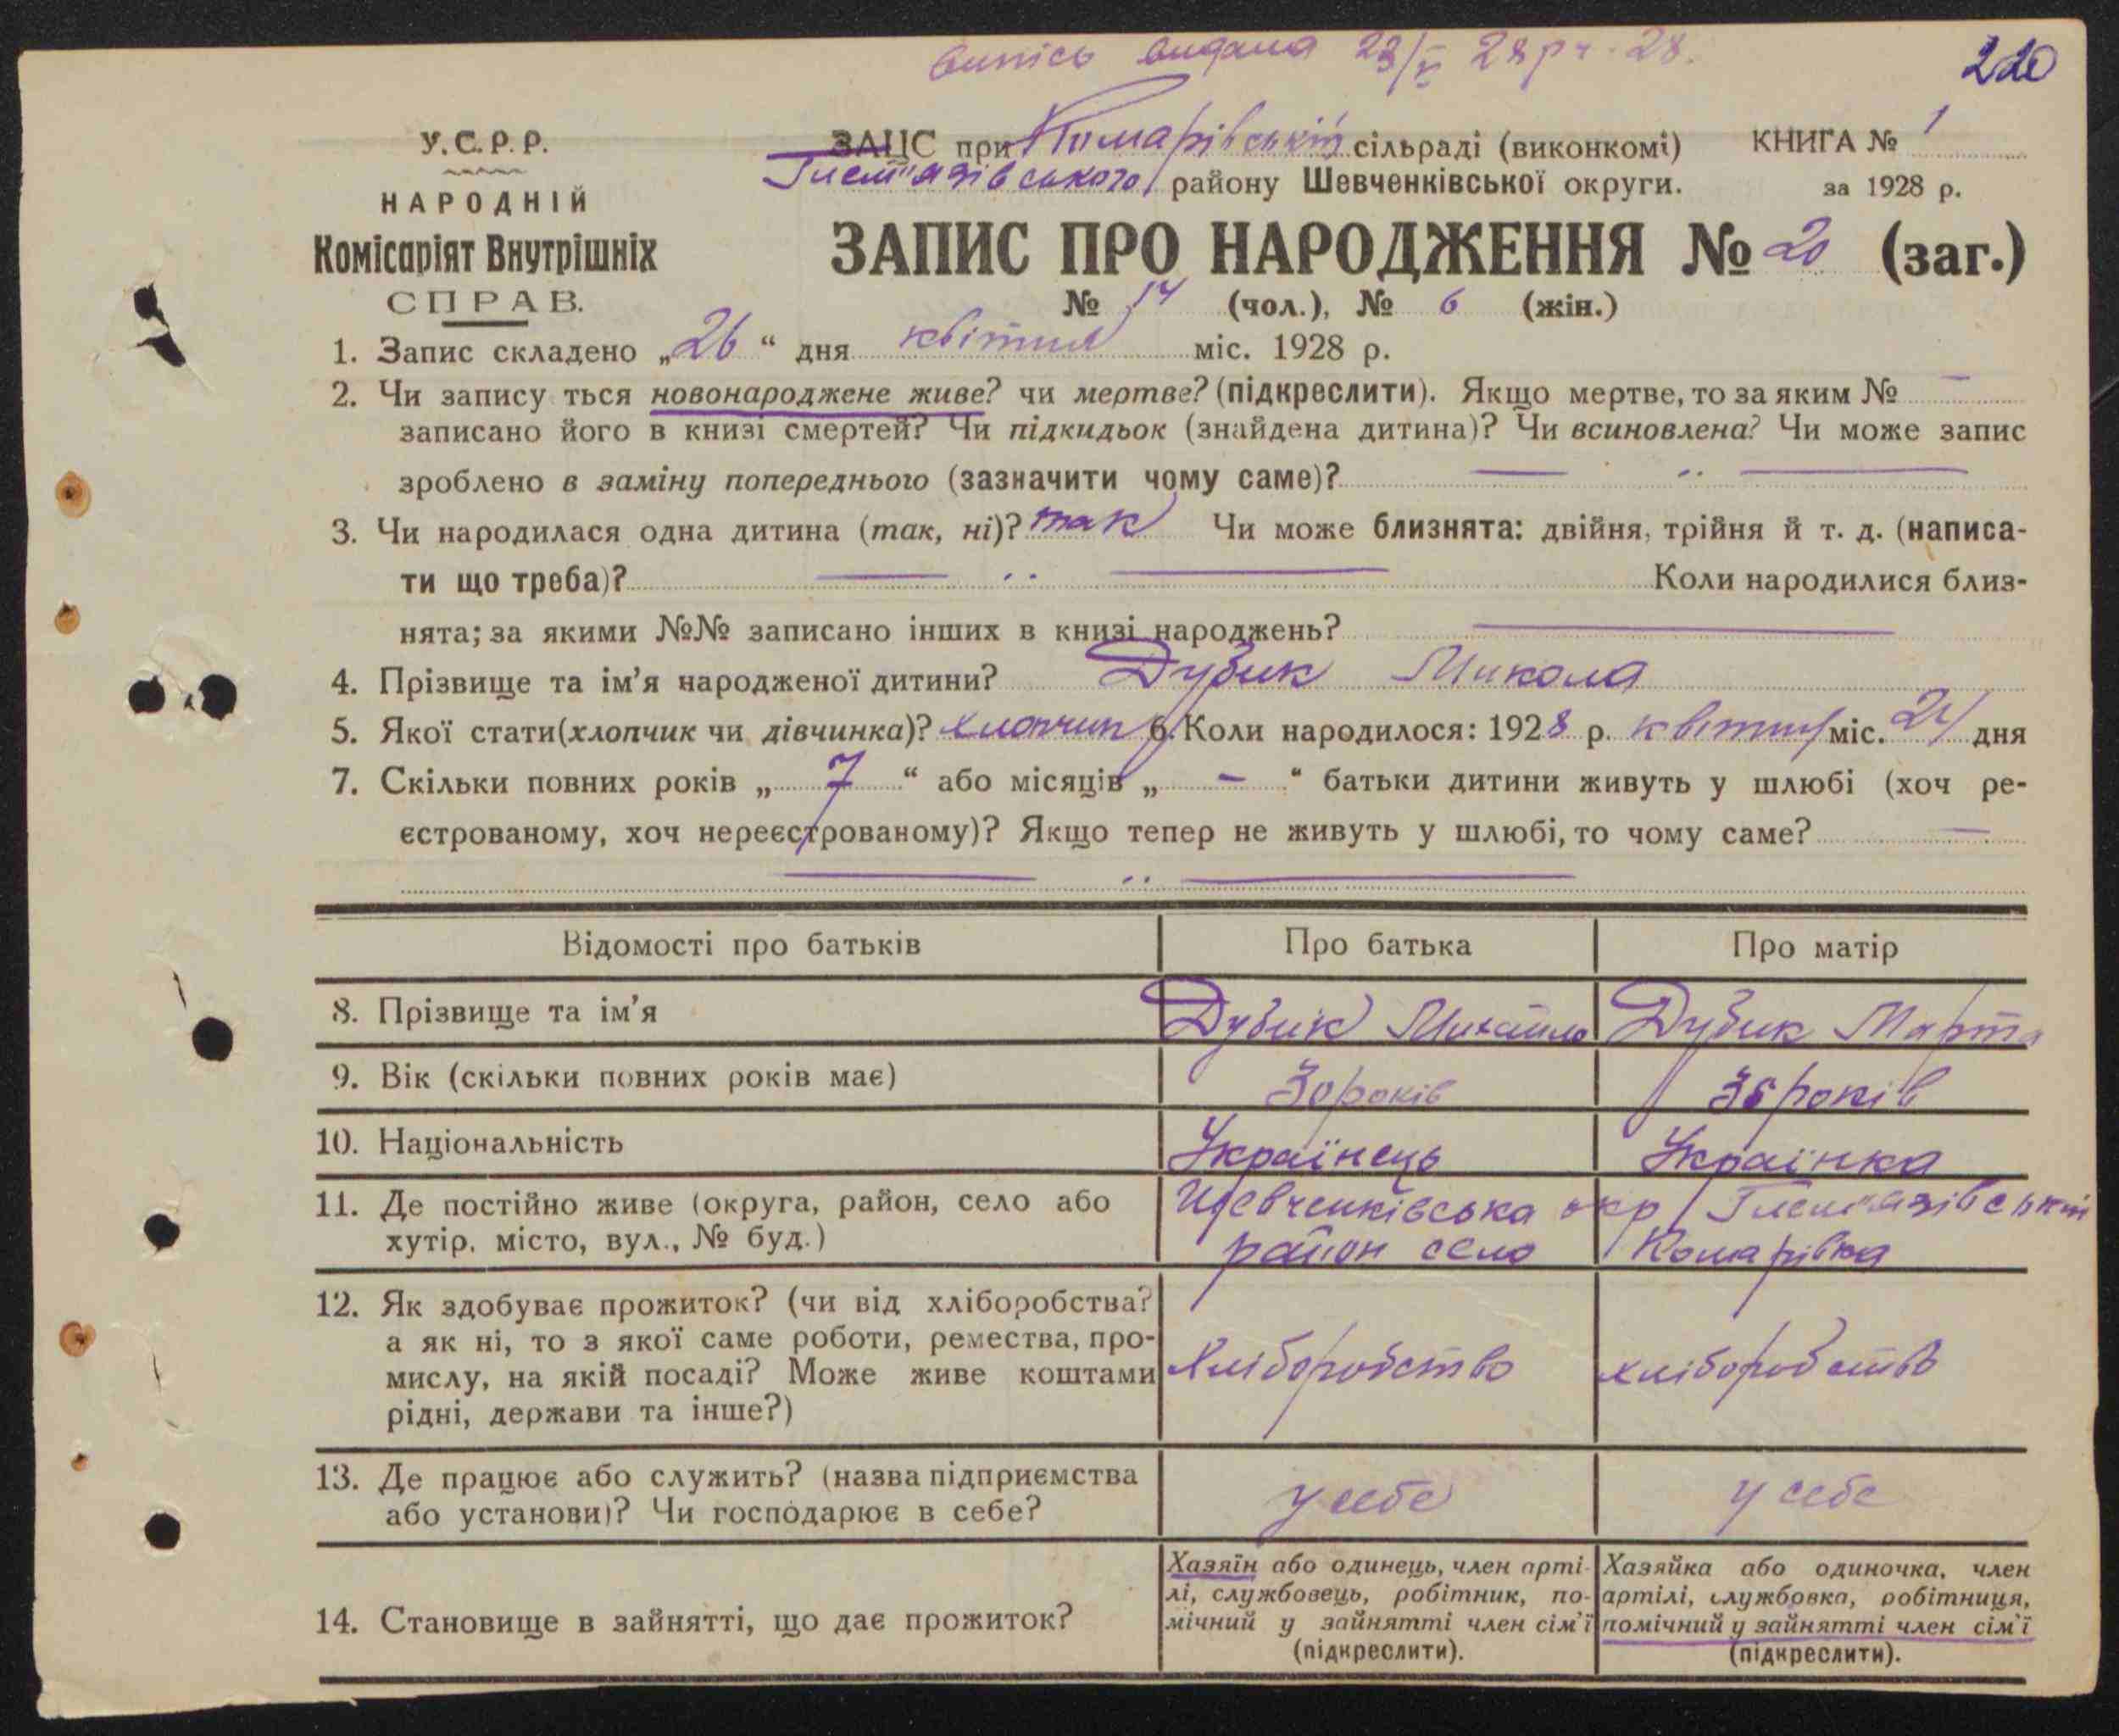 випись видана 23/V 28 р ч. 28.
220
У.С.Р.Р.
НАРОДНІЙ
Комісаріят Внутрішніх
СПРАВ.
ЗАЦС при Комарівській сільраді (виконкомі)
Гнем'язівського району Шевченківської округи.
КНИГА № 1
за 1928 р.
ЗАПИС ПРО НАРОДЖЕННЯ № 20 (заг.)
№ 14 (чол.), № 6 (жін.)
1. Запис складено „26“ дня квітня міс. 1928 р.
2. Чи запису ться новонароджене живе? чи мертве? (підкреслити). Якщо мертве, то за яким № —
записано його в книзі смертей? Чи підкидьок (знайдена дитина)? Чи всиновлена? Чи може запис
зроблено в заміну попереднього (зазначити чому саме)? — „ —
3. Чи народилася одна дитина (так, ні)? так Чи може близнята: двійня, трійня й т. д. (написа-
ти що треба)? — „ — Коли народилися близ-
нята; за якими №№ записано інших в книзі народжень? —
4. Прізвище та ім'я народженої дитини? Дубик Микола
5. Якої стати (хлопчик чи дівчинка)? хлопчик 6. Коли народилося: 1928 р. квітня міс. 24 дня
7. Скільки повних років „7“ або місяців „—“ батьки дитини живуть у шлюбі (хоч ре-
єстрованому, хоч нереєстрованому)? Якщо тепер не живуть у шлюбі, то чому саме? —
— „ —
Відомості про батьків Про батька Про матір
8. Прізвище та ім'я Дубик Михайло Дубик Марта
9. Вік (скільки повних років має) 30 років 35 років
10. Національність Українець Українка
11. Де постійно живе (округа, район, село або Шевченківська окр Гнем'язівський
хутір, місто, вул., № буд.) район село Комарівка
12. Як здобуває прожиток? (чи від хліборобства?
а як ні, то з якої саме роботи, ремества, про-
мислу, на якій посаді? Може живе коштами
рідні, держави та інше?)
Хліборобство хліборобство
13. Де працює або служить? (назва підприємства
або установи)? Чи господарює в себе?
у себе у себе
14. Становище в зайнятті, що дає прожиток?
Хазяїн або одинець, член арті-
лі, службовець, робітник, по-
мічний у зайнятті член сім'ї
(підкреслити).
Хазяйка або одиночка, член
артілі, службовка, робітниця,
помічний у зайнятті член сім'ї
(підкреслити).